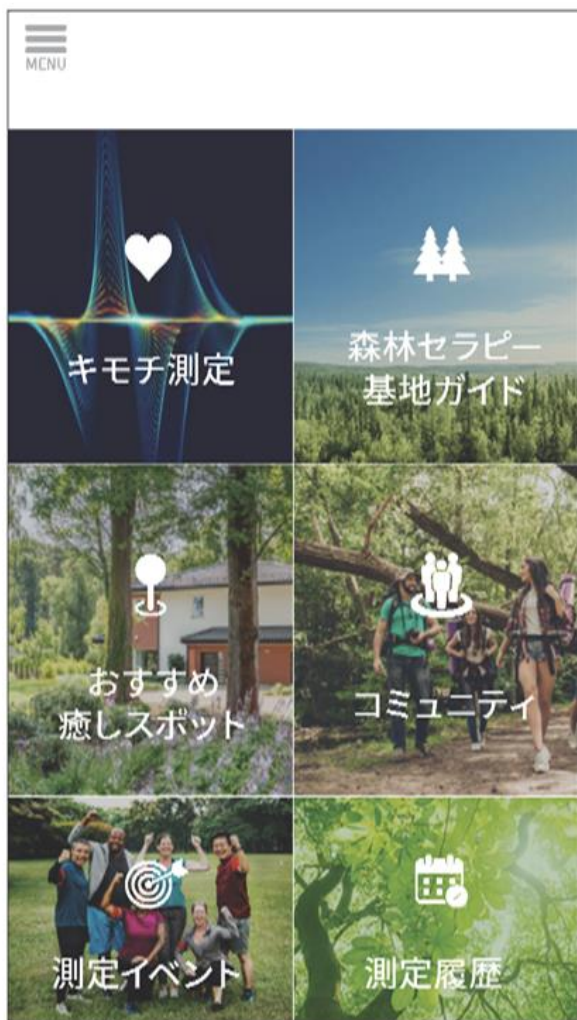 MENU
キモチ測定
森林セラピー
基地ガイド
おすすめ
癒しスポット
コミュニティ
測定イベント
測定履歴